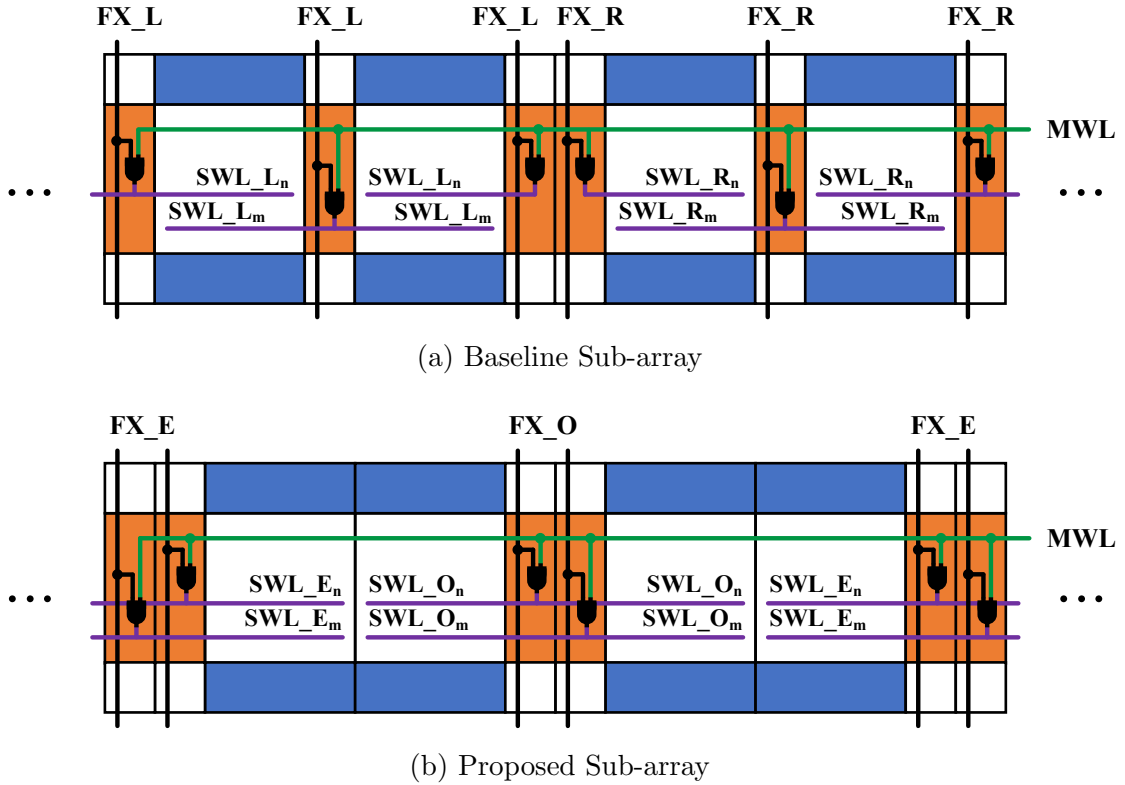 FX_L FX_L FX_L FX_R FX_R FX_R
MWL
SWL_Lₙ SWL_Lₙ SWL_Rₙ SWL_Rₙ
... ...
SWL_Lₘ SWL_Lₘ SWL_Rₘ SWL_Rₘ
(a) Baseline Sub-array
FX_E FX_O FX_E
MWL
SWL_Eₙ SWL_Oₙ SWL_Oₙ SWL_Eₙ
... ...
SWL_Eₘ SWL_Oₘ SWL_Oₘ SWL_Eₘ
(b) Proposed Sub-array